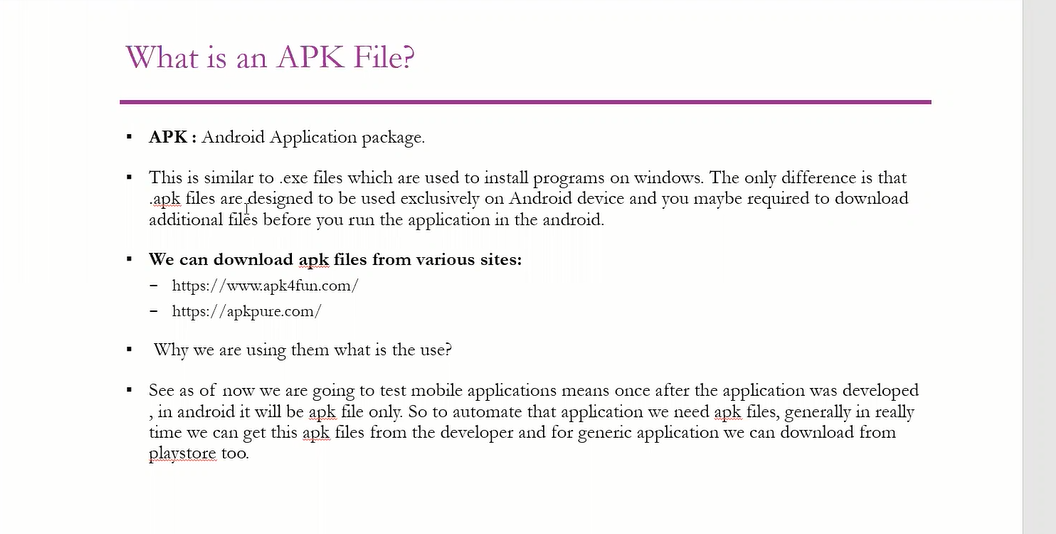 What is an APK File?
▪ APK : Android Application package.
▪ This is similar to .exe files which are used to install programs on windows. The only difference is that
.apk files are designed to be used exclusively on Android device and you maybe required to download
additional files before you run the application in the android.
▪ We can download apk files from various sites:
– https://www.apk4fun.com/
– https://apkpure.com/
▪ Why we are using them what is the use?
▪ See as of now we are going to test mobile applications means once after the application was developed
, in android it will be apk file only. So to automate that application we need apk files, generally in really
time we can get this apk files from the developer and for generic application we can download from
playstore too.